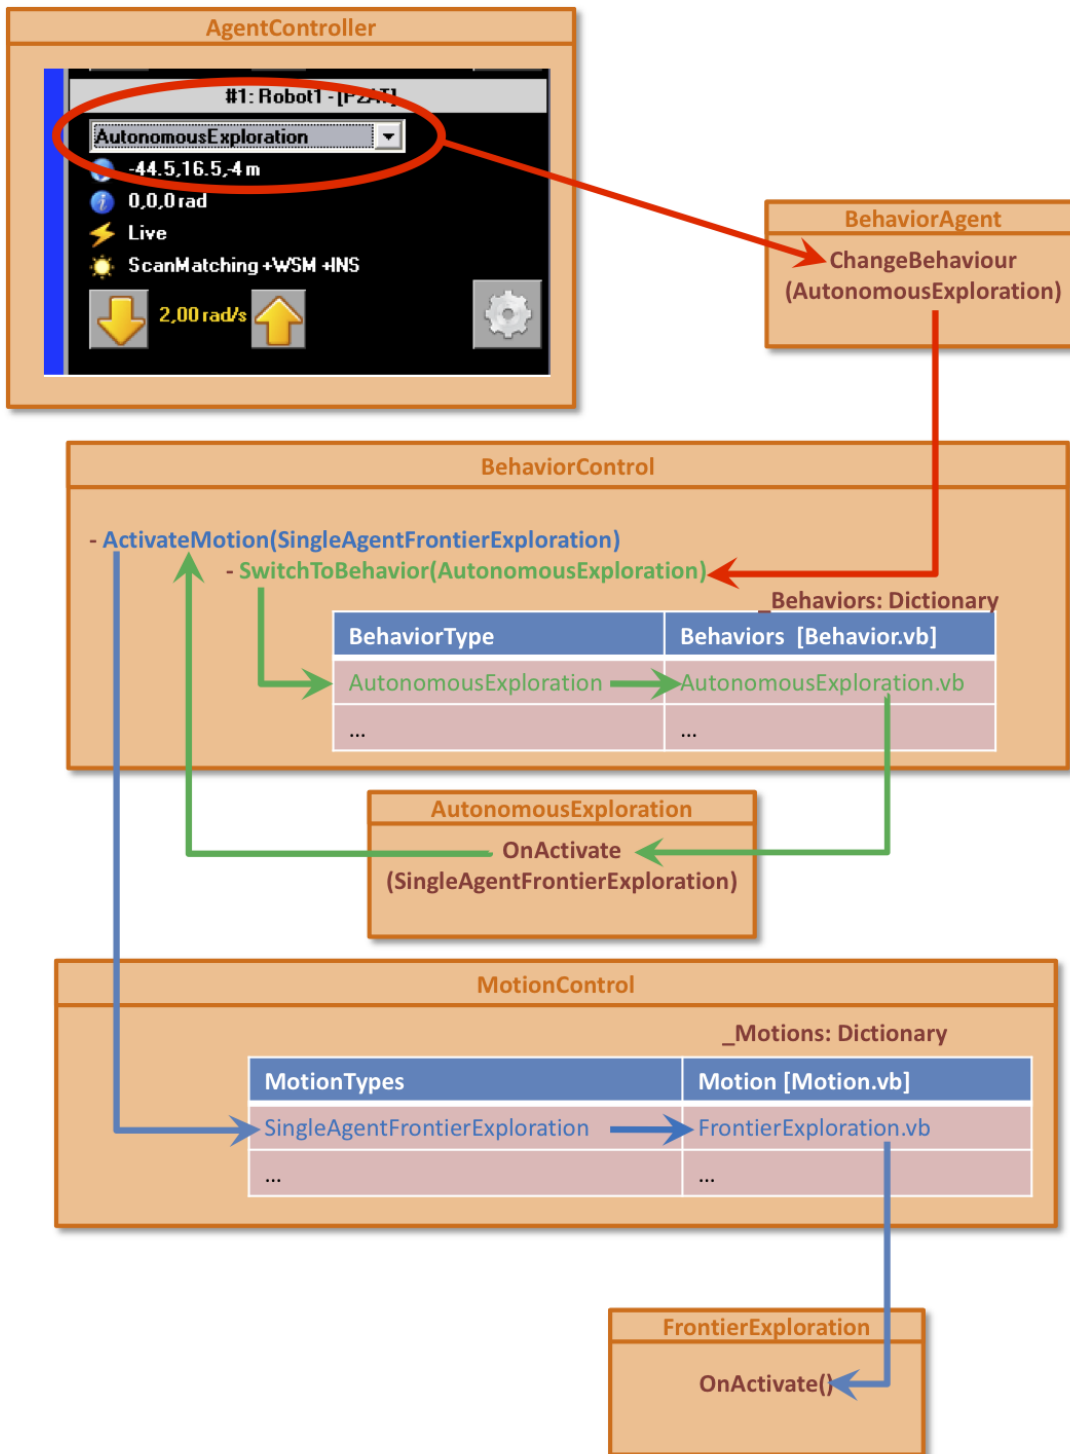 AgentController
#1: Robot1 - [P2AT]
AutonomousExploration
-44.5,16.5,-4 m
0,0,0 rad
Live
ScanMatching +WSM +INS
2,00 rad/s
BehaviorAgent
ChangeBehaviour
(AutonomousExploration)
BehaviorControl
- ActivateMotion(SingleAgentFrontierExploration)
- SwitchToBehavior(AutonomousExploration)
_Behaviors: Dictionary
BehaviorType Behaviors [Behavior.vb]
AutonomousExploration AutonomousExploration.vb
... ...
AutonomousExploration
OnActivate
(SingleAgentFrontierExploration)
MotionControl
_Motions: Dictionary
MotionTypes Motion [Motion.vb]
SingleAgentFrontierExploration FrontierExploration.vb
... ...
FrontierExploration
OnActivate()